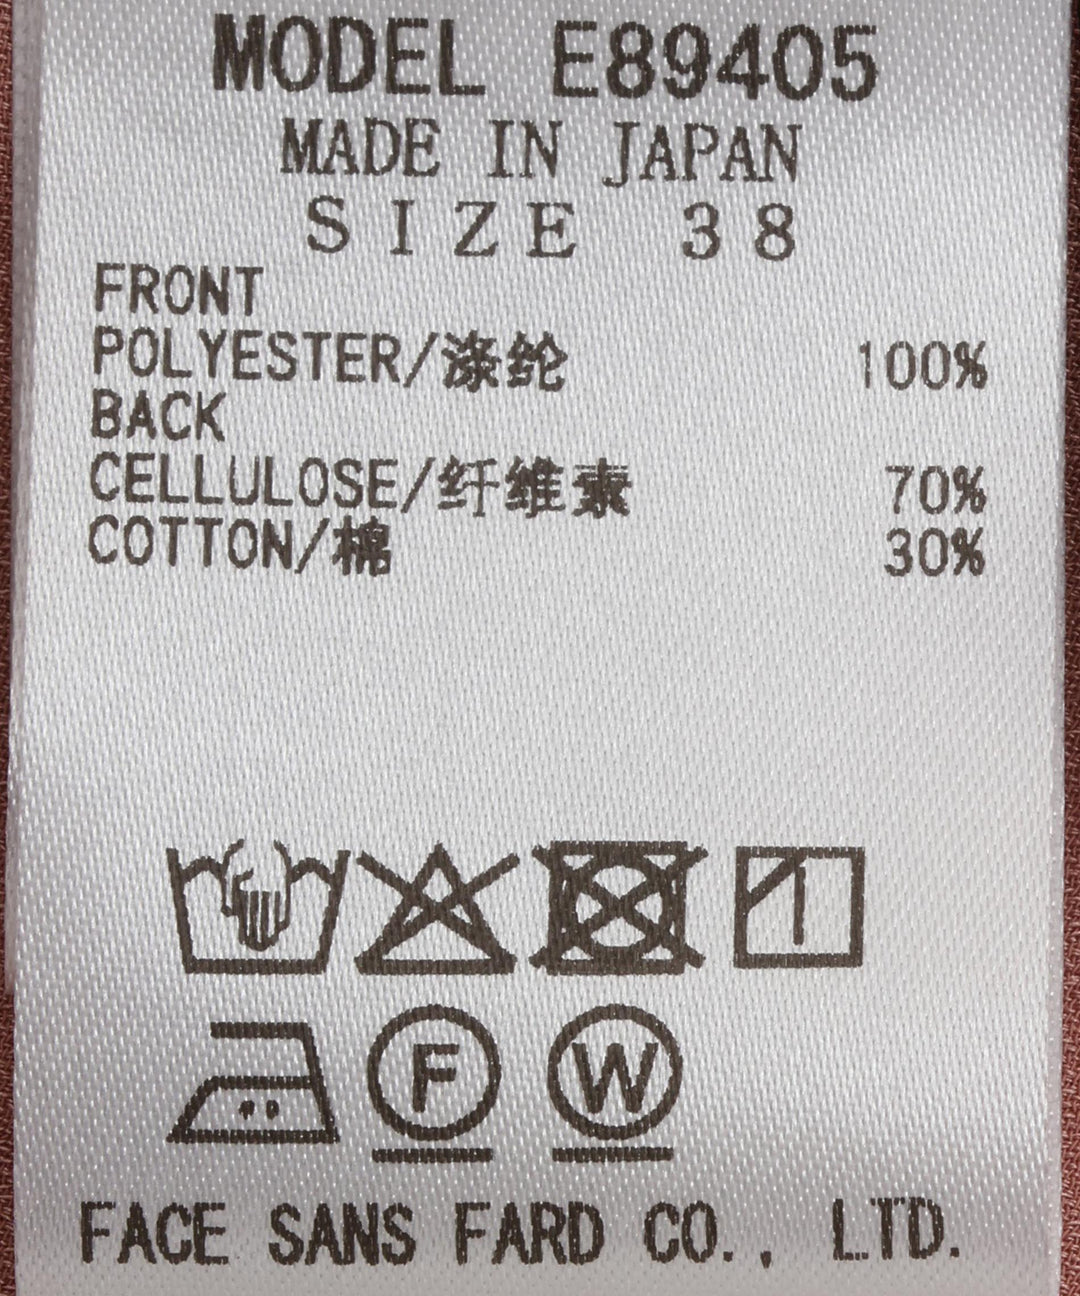 MODEL E89405
MADE IN JAPAN
SIZE 38
FRONT
POLYESTER/涤纶 100%
BACK
CELLULOSE/纤维素 70%
COTTON/棉 30%
F W
FACE SANS FARD CO., LTD.